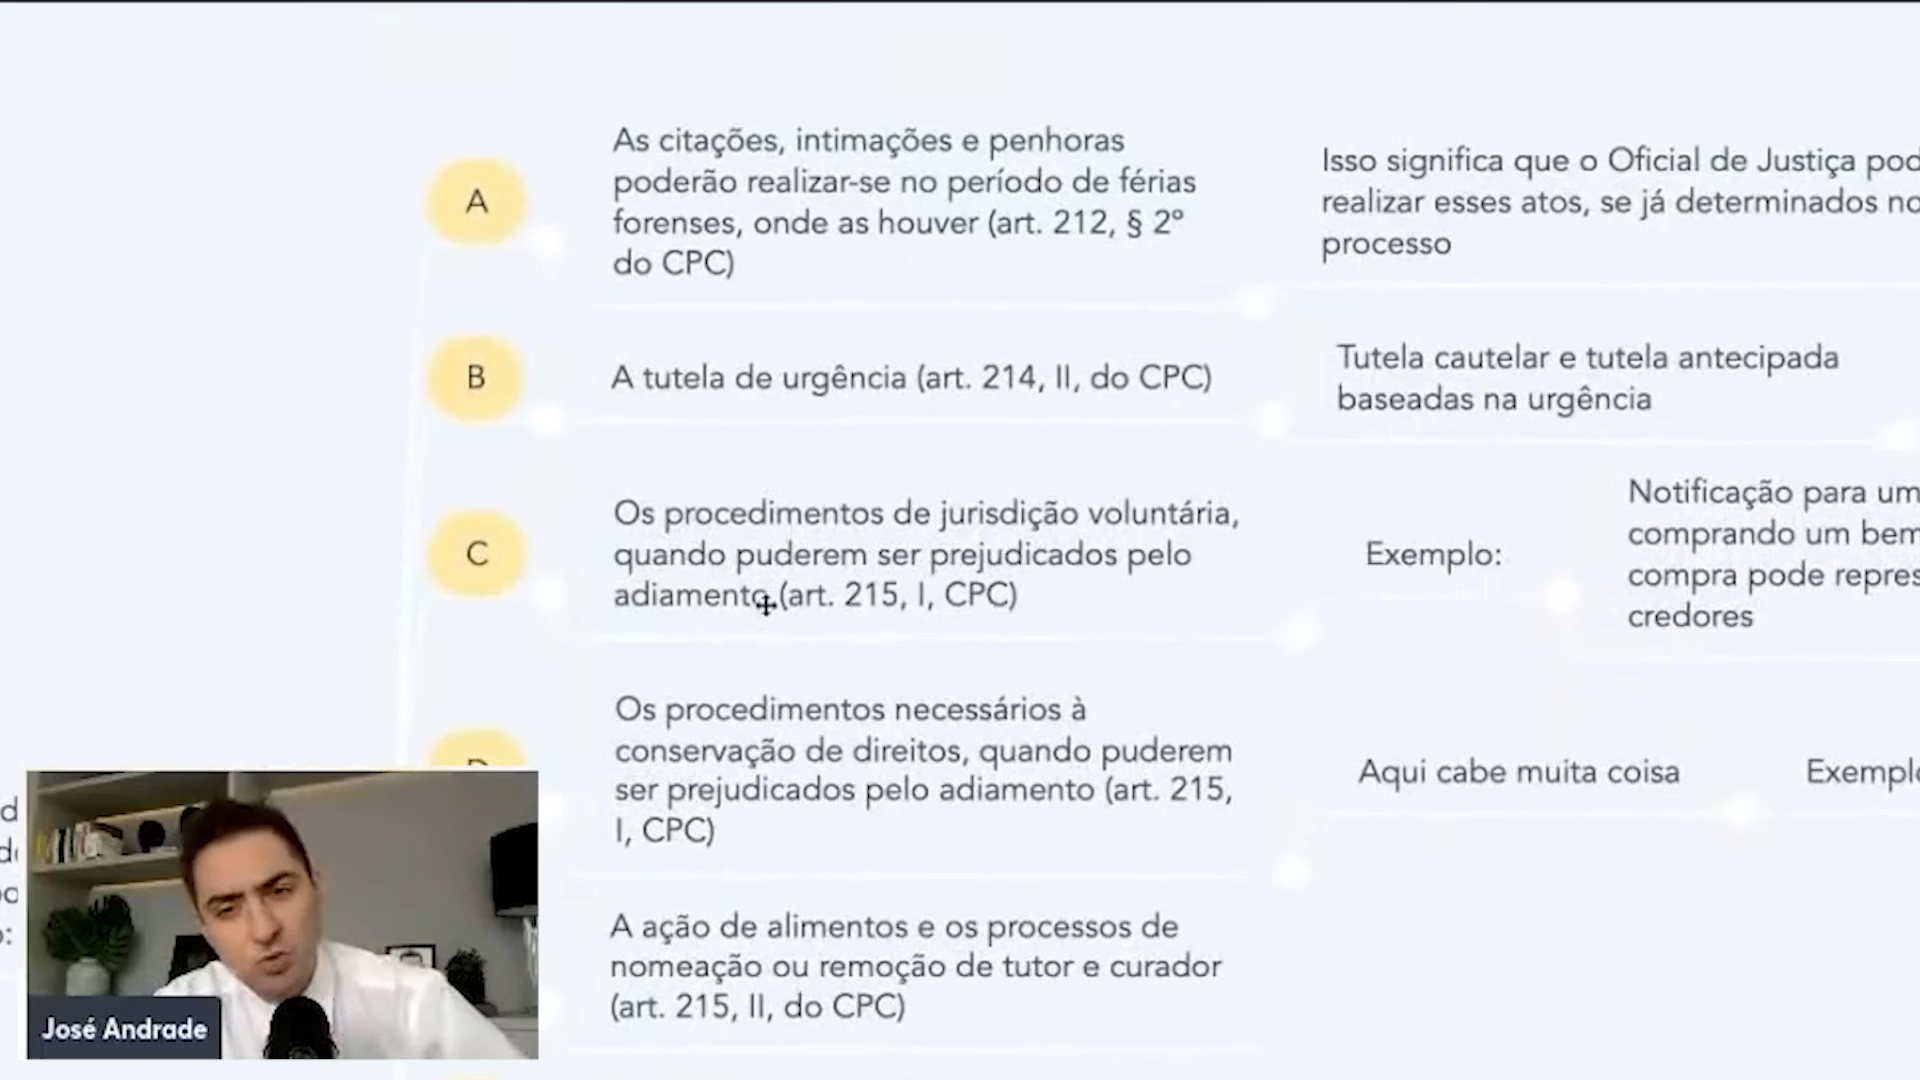 A
As citações, intimações e penhoras
poderão realizar-se no período de férias
forenses, onde as houver (art. 212, § 2º
do CPC)
Isso significa que o Oficial de Justiça
realizar esses atos, se já determinados
processo
B
A tutela de urgência (art. 214, II, do CPC)
Tutela cautelar e tutela antecipada
baseadas na urgência
C
Os procedimentos de jurisdição voluntária,
quando puderem ser prejudicados pelo
adiamento (art. 215, I, CPC)
Exemplo:
Notificação para
comprando um bem
compra pode
credores
Os procedimentos necessários à
conservação de direitos, quando puderem
ser prejudicados pelo adiamento (art. 215,
I, CPC)
Aqui cabe muita coisa
A ação de alimentos e os processos de
nomeação ou remoção de tutor e curador
(art. 215, II, do CPC)
José Andrade